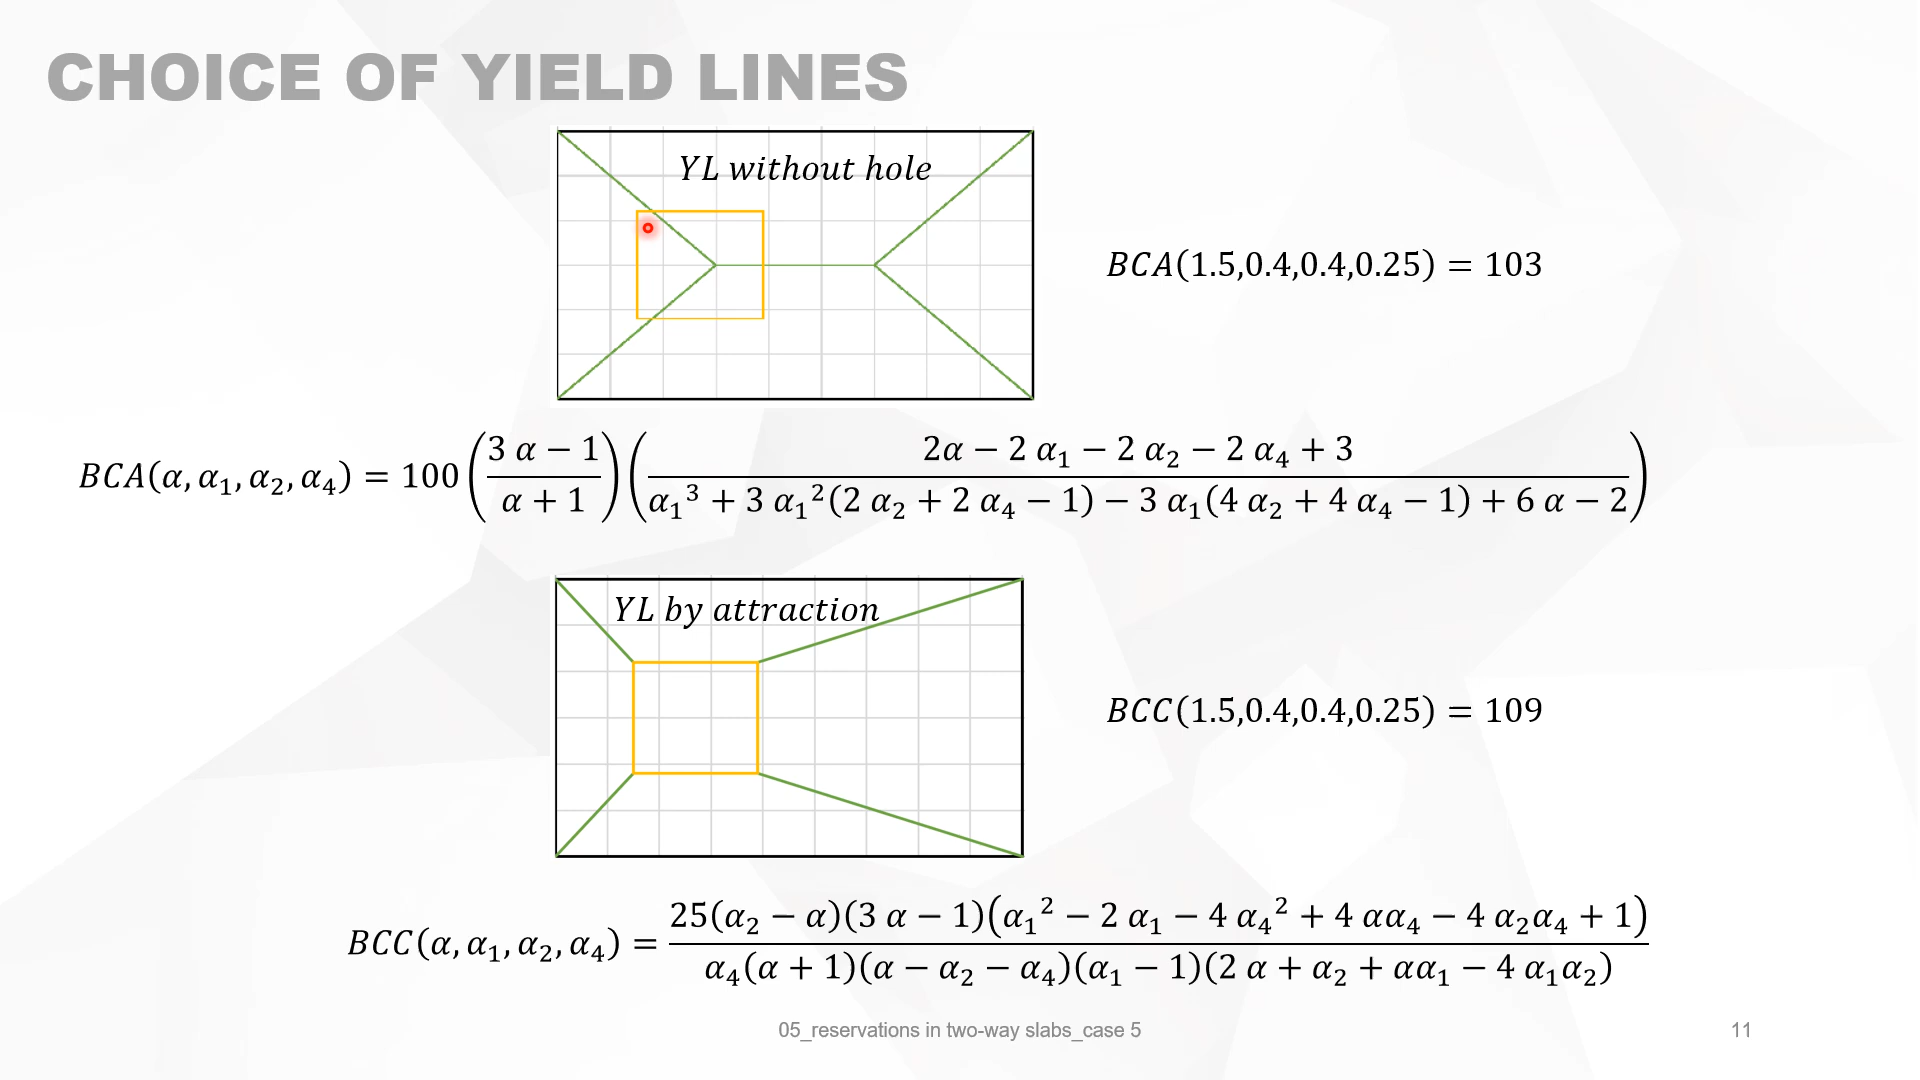 CHOICE OF YIELD LINES
YL without hole
BCA(1.5,0.4,0.4,0.25) = 103
BCA(α, α₁, α₂, α₄) = 100 ((3 α − 1)/(α + 1)) ((2α − 2 α₁ − 2 α₂ − 2 α₄ + 3)/(α₁³ + 3 α₁²(2 α₂ + 2 α₄ − 1) − 3 α₁(4 α₂ + 4 α₄ − 1) + 6 α − 2))
YL by attraction
BCC(1.5,0.4,0.4,0.25) = 109
BCC(α, α₁, α₂, α₄) = (25(α₂ − α)(3 α − 1)(α₁² − 2 α₁ − 4 α₄² + 4 αα₄ − 4 α₂α₄ + 1))/(α₄(α + 1)(α − α₂ − α₄)(α₁ − 1)(2 α + α₂ + αα₁ − 4 α₁α₂))
05_reservations in two-way slabs_case 5
11